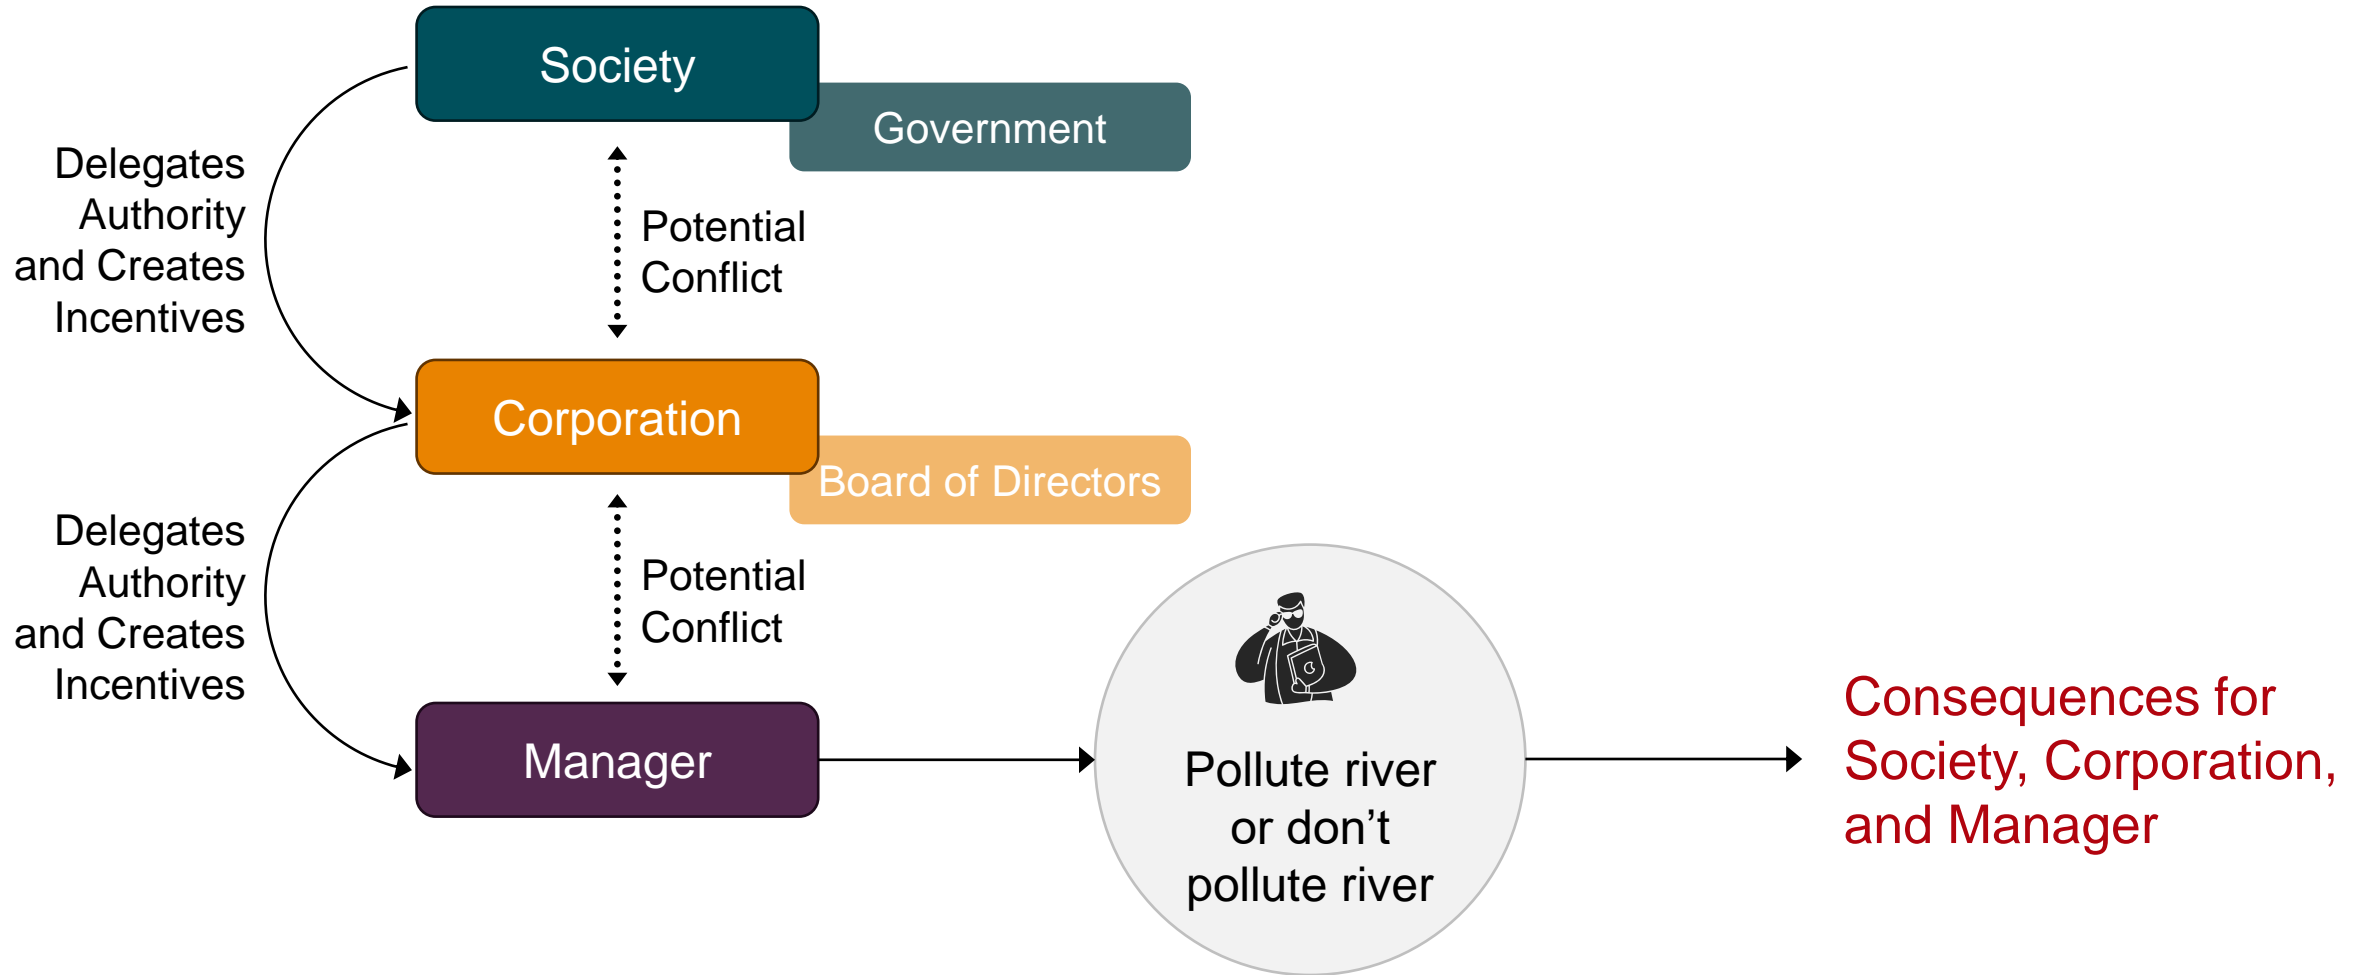 Society
Government
Delegates
Authority
and Creates
Incentives
Potential
Conflict
Corporation
Board of Directors
Delegates
Authority
and Creates
Incentives
Potential
Conflict
Manager
Pollute river
or don’t
pollute river
Consequences for
Society, Corporation,
and Manager